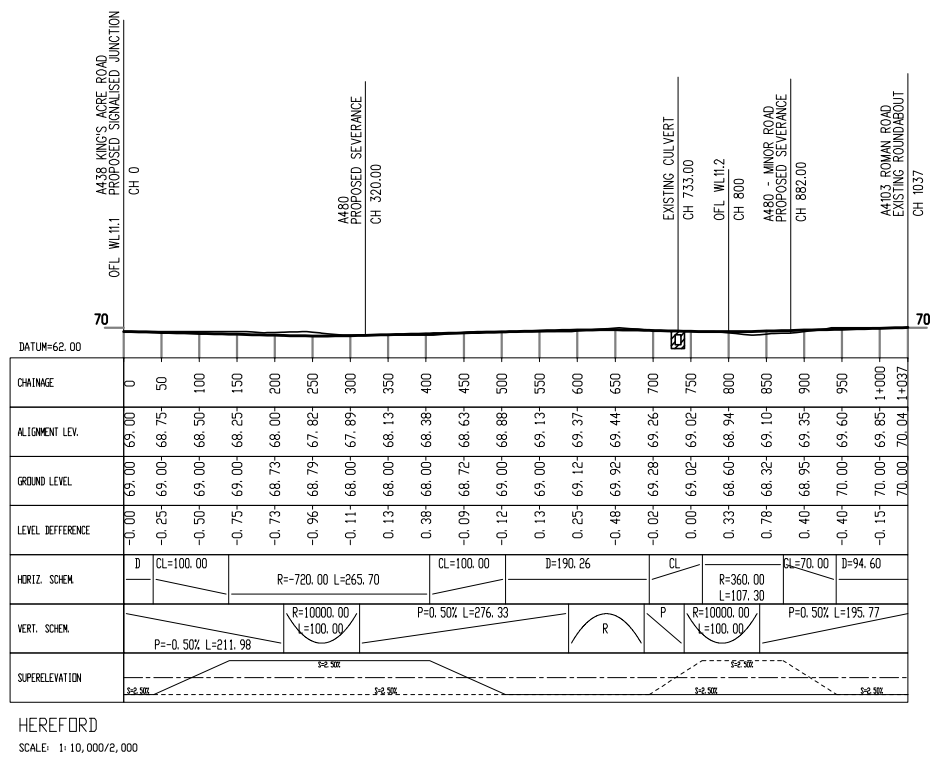 OFL WL11.1
A438 KING'S ACRE ROAD
PROPOSED SIGNALISED JUNCTION
CH 0
A480
PROPOSED SEVERANCE
CH 320.00
EXISTING CULVERT
CH 733.00
OFL WL11.2
CH 800
A480 - MINOR ROAD
PROPOSED SEVERANCE
CH 882.00
A4103 ROMAN ROAD
EXISTING ROUNDABOUT
CH 1037
70
70
DATUM=62.00
CHAINAGE 0 50 100 150 200 250 300 350 400 450 500 550 600 650 700 750 800 850 900 950 1+000 1+037
ALIGNMENT LEV. 69.00 68.75 68.50 68.25 68.00 67.82 67.89 68.13 68.38 68.63 68.88 69.13 69.37 69.44 69.26 69.02 68.94 69.10 69.35 69.60 69.85 70.04
GROUND LEVEL 69.00 69.00 69.00 69.00 68.73 68.79 68.00 68.00 68.00 68.72 69.00 69.00 69.12 69.92 69.28 69.02 68.60 68.32 68.95 70.00 70.00 70.00
LEVEL DEFFERENCE -0.00 -0.25 -0.50 -0.75 -0.73 -0.96 -0.11 0.13 0.38 -0.09 -0.12 0.13 0.25 -0.48 -0.02 0.00 0.33 0.78 0.40 -0.40 -0.15
HORIZ. SCHEM. D CL=100.00 R=-720.00 L=265.70 CL=100.00 D=190.26 CL R=360.00 L=107.30 CL=70.00 D=94.60
VERT. SCHEM. P=-0.50% L=211.98 R=10000.00 L=100.00 P=0.50% L=276.33 R P R=10000.00 L=100.00 P=0.50% L=195.77
SUPERELEVATION S=2.50% S=2.50% S=2.50% S=2.50% S=2.50% S=2.50%
HEREFORD
SCALE: 1:10,000/2,000